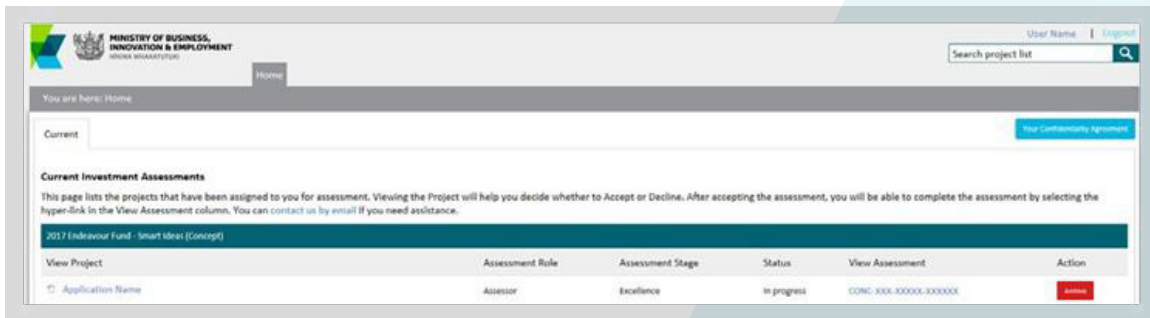 User Name | Logout
MINISTRY OF BUSINESS,
INNOVATION & EMPLOYMENT
HĪKINA WHAKATUTUKI
Search project list
Home
You are here: Home
Current
Your Confidentiality Agreement
Current Investment Assessments
This page lists the projects that have been assigned to you for assessment. Viewing the Project will help you decide whether to Accept or Decline. After accepting the assessment, you will be able to complete the assessment by selecting the
hyper-link in the View Assessment column. You can contact us by email if you need assistance.
2017 Endeavour Fund - Smart Ideas (Concept)
View Project Assessment Role Assessment Stage Status View Assessment Action
Application Name Assessor Excellence In progress CONC-XXX-XXXXX-XXXXXX